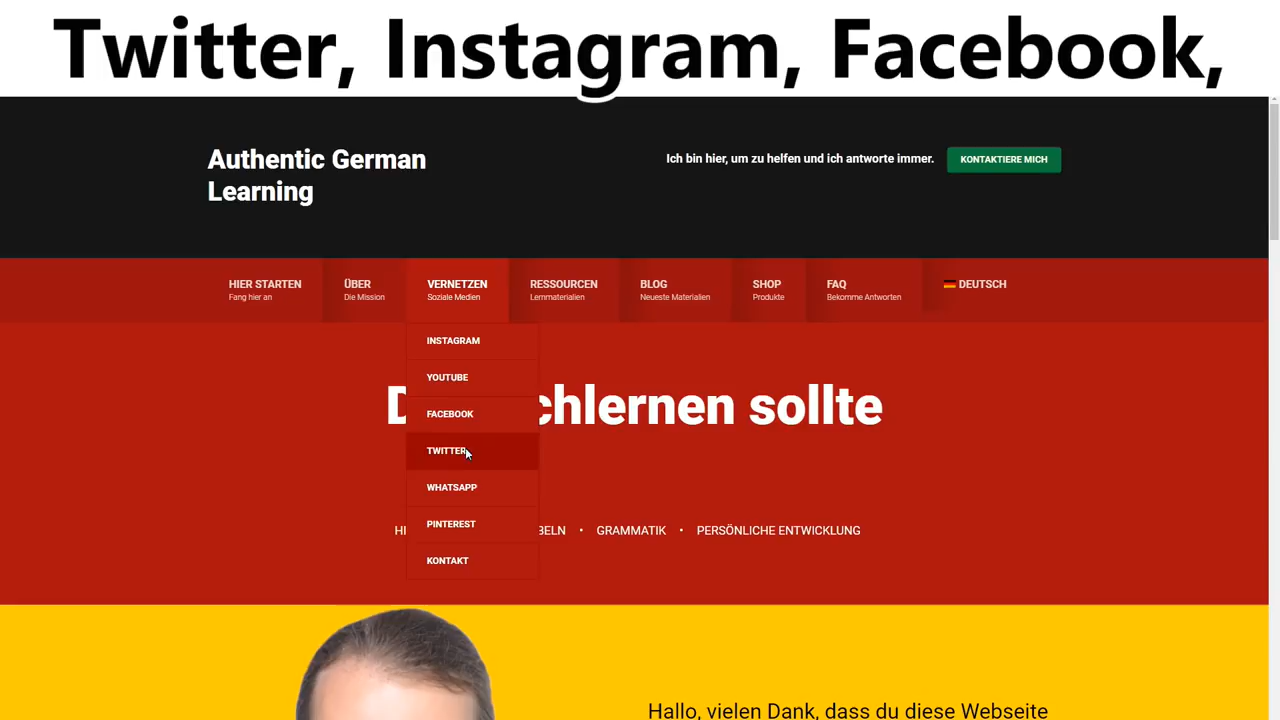 Twitter, Instagram, Facebook,
Authentic German
Learning
Ich bin hier, um zu helfen und ich antworte immer.
KONTAKTIERE MICH
HIER STARTEN
Fang hier an
ÜBER
Die Mission
VERNETZEN
Soziale Medien
RESSOURCEN
Lernmaterialien
BLOG
Neueste Materialien
SHOP
Produkte
FAQ
Bekomme Antworten
DEUTSCH
INSTAGRAM
YOUTUBE
FACEBOOK
TWITTER
WHATSAPP
PINTEREST
KONTAKT
chlernen sollte
BELN • GRAMMATIK • PERSÖNLICHE ENTWICKLUNG
Hallo, vielen Dank, dass du diese Webseite